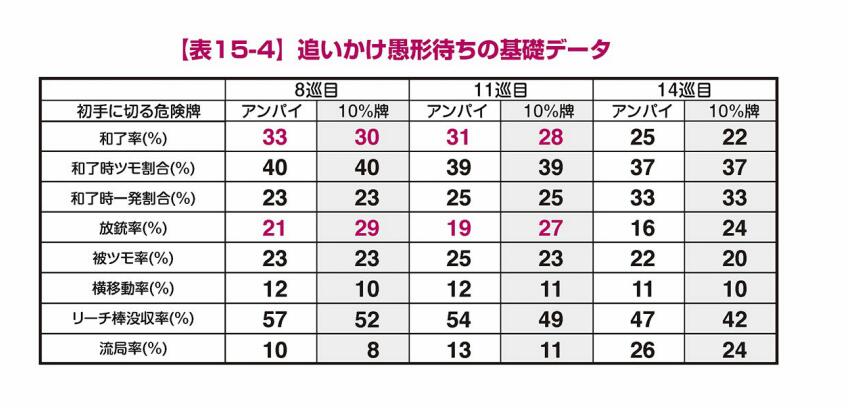 【表15-4】追いかけ愚形待ちの基礎データ
8巡目 11巡目 14巡目
初手に切る危険牌 アンパイ 10%牌 アンパイ 10%牌 アンパイ 10%牌
和了率(%) 33 30 31 28 25 22
和了時ツモ割合(%) 40 40 39 39 37 37
和了時一発割合(%) 23 23 25 25 33 33
放銃率(%) 21 29 19 27 16 24
被ツモ率(%) 23 23 25 23 22 20
横移動率(%) 12 10 12 11 11 10
リーチ棒没収率(%) 57 52 54 49 47 42
流局率(%) 10 8 13 11 26 24